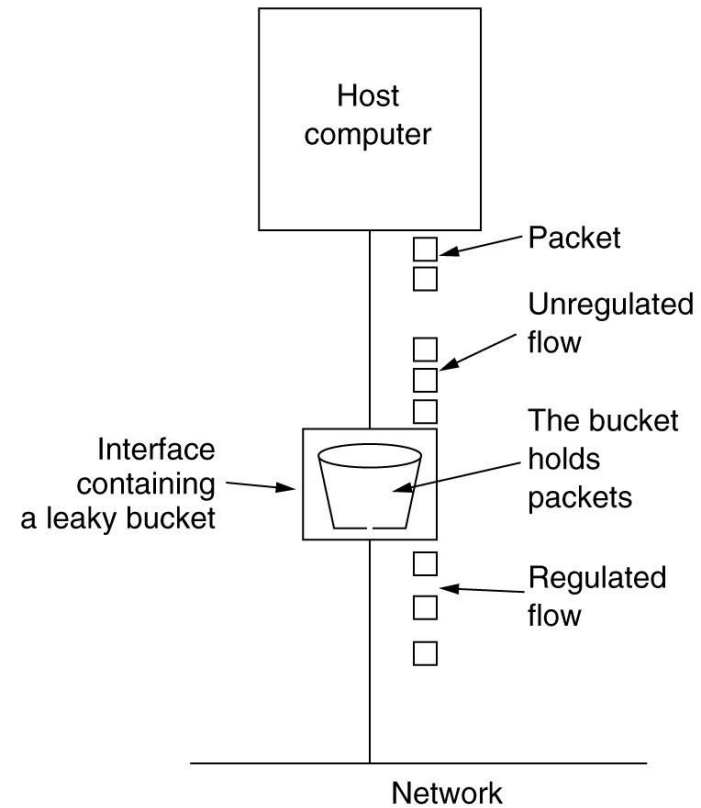 Host
computer
Packet
Unregulated
flow
The bucket
holds
packets
Interface
containing
a leaky bucket
Regulated
flow
Network